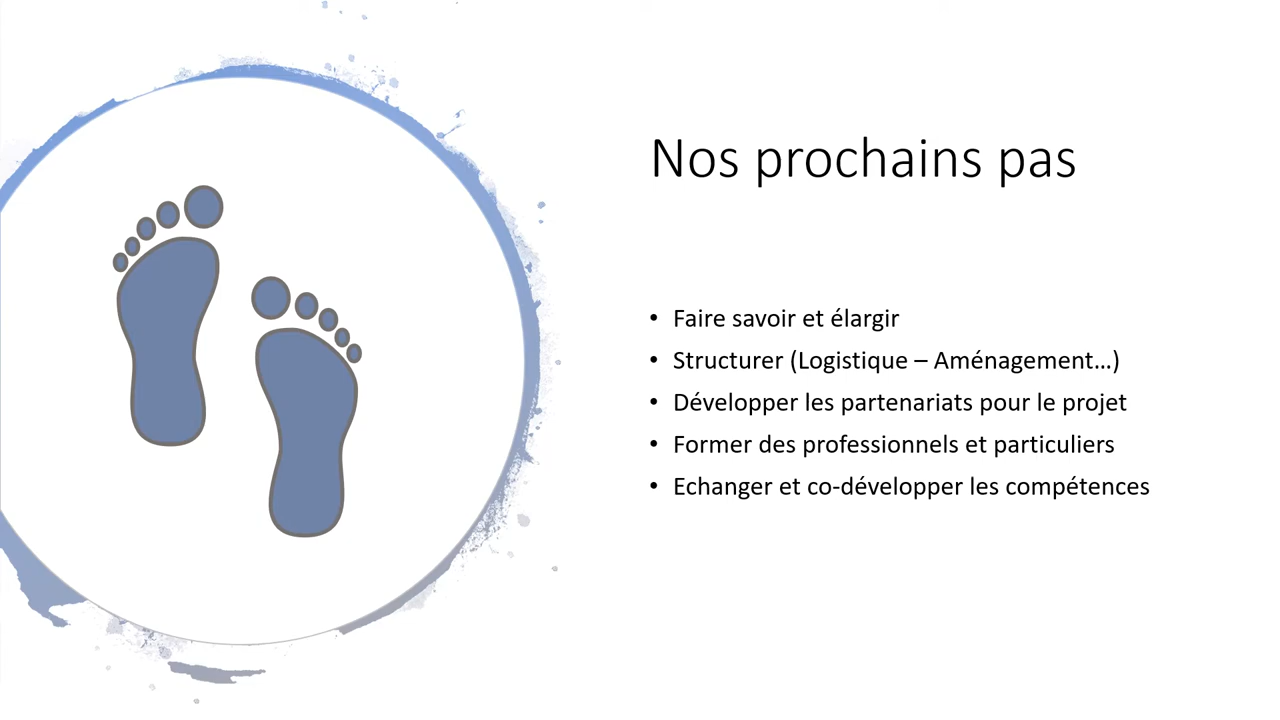 Nos prochains pas
• Faire savoir et élargir
• Structurer (Logistique – Aménagement…)
• Développer les partenariats pour le projet
• Former des professionnels et particuliers
• Echanger et co-développer les compétences